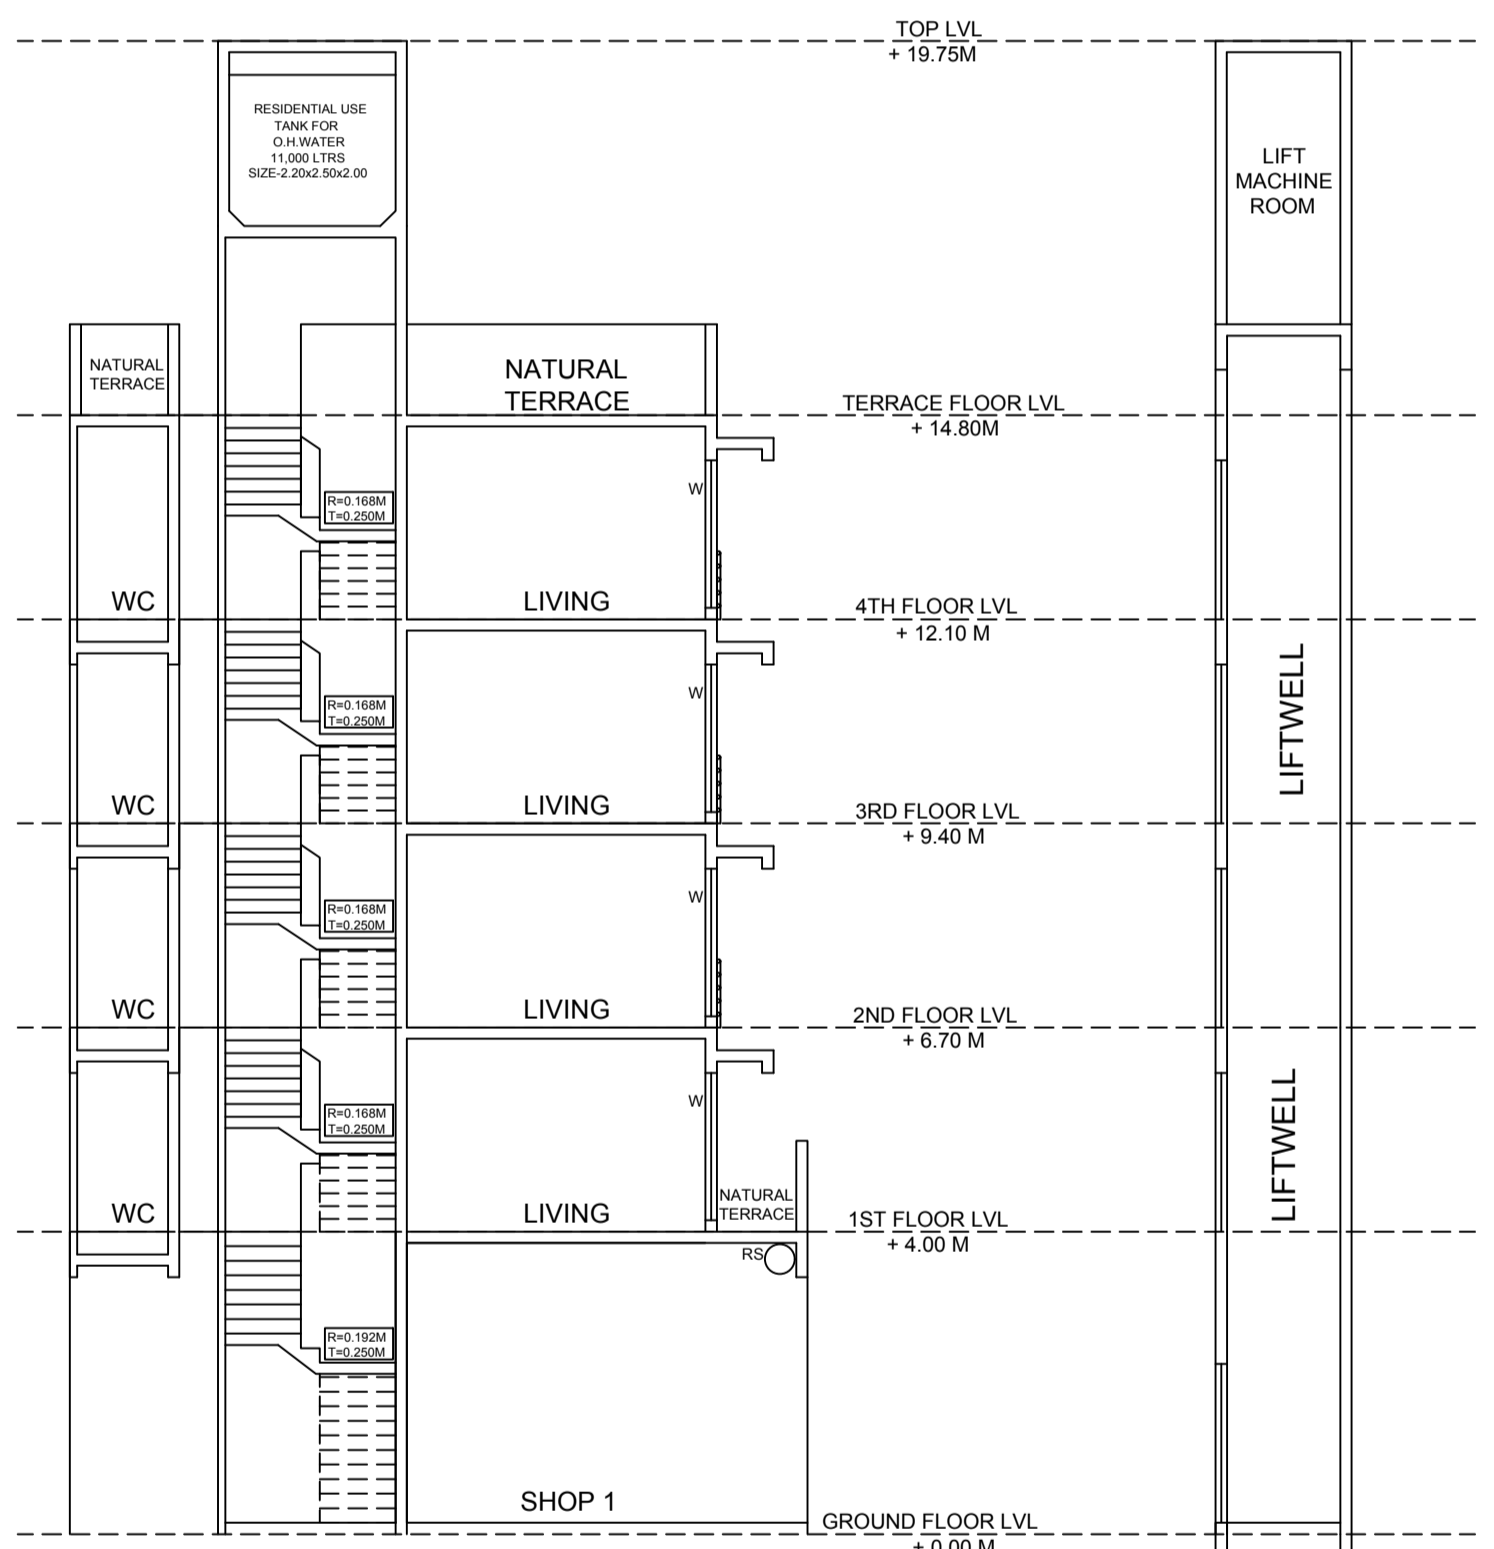 TOP LVL
+ 19.75M
RESIDENTIAL USE
TANK FOR
O.H.WATER
11,000 LTRS
SIZE-2.20x2.50x2.00
LIFT
MACHINE
ROOM
NATURAL
TERRACE
NATURAL
TERRACE
TERRACE FLOOR LVL
+ 14.80M
W
R=0.168M
T=0.250M
WC
LIVING
4TH FLOOR LVL
+ 12.10 M
LIFTWELL
W
R=0.168M
T=0.250M
WC
LIVING
3RD FLOOR LVL
+ 9.40 M
W
R=0.168M
T=0.250M
WC
LIVING
2ND FLOOR LVL
+ 6.70 M
LIFTWELL
W
R=0.168M
T=0.250M
WC
LIVING
NATURAL
TERRACE
1ST FLOOR LVL
+ 4.00 M
RS
R=0.192M
T=0.250M
SHOP 1
GROUND FLOOR LVL
+ 0.00 M